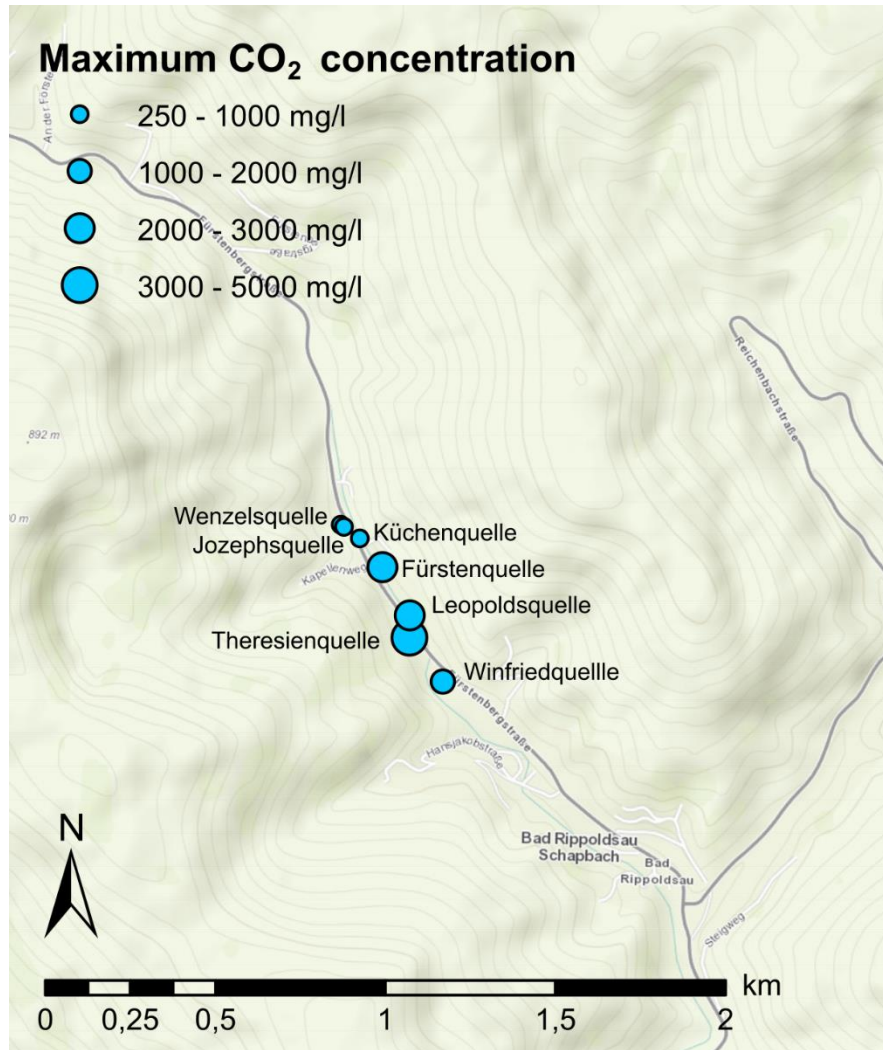 Maximum CO₂ concentration
250 - 1000 mg/l
1000 - 2000 mg/l
2000 - 3000 mg/l
3000 - 5000 mg/l
892 m
0 m
Reichenbachstraße
Wenzelsquelle
Jozephsquelle
Küchenquelle
Kapellenweg
Fürstenquelle
Leopoldsquelle
Theresienquelle
Winfriedquellle
Fürstenbergstraße
Hansjakobstraße
Bad Rippoldsau
Schapbach
Bad
Rippoldsau
Steigweg
N
km
0
0,25
0,5
1
1,5
2